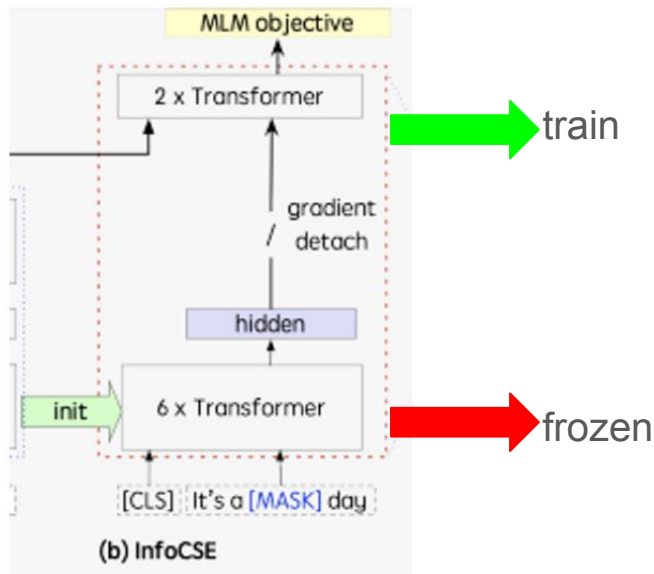 MLM objective
2 x Transformer
train
gradient
/ detach
hidden
init
6 x Transformer
frozen
[CLS] It's a [MASK] day
(b) InfoCSE